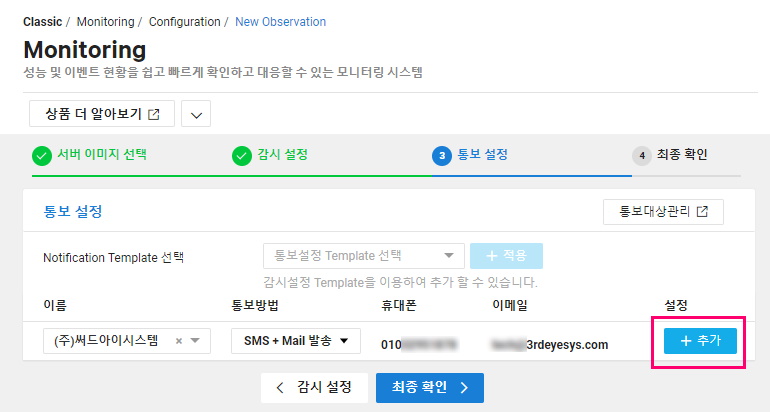 Classic / Monitoring / Configuration / New Observation
Monitoring
성능 및 이벤트 현황을 쉽고 빠르게 확인하고 대응할 수 있는 모니터링 시스템
상품 더 알아보기
서버 이미지 선택 감시 설정 3 통보 설정 4 최종 확인
통보 설정 통보대상관리
Notification Template 선택 통보설정 Template 선택 + 적용
감시설정 Template을 이용하여 추가 할 수 있습니다.
이름 통보방법 휴대폰 이메일 설정
(주)써드아이시스템 × SMS + Mail 발송 010 3rdeyesys.com + 추가
< 감시 설정 최종 확인 >